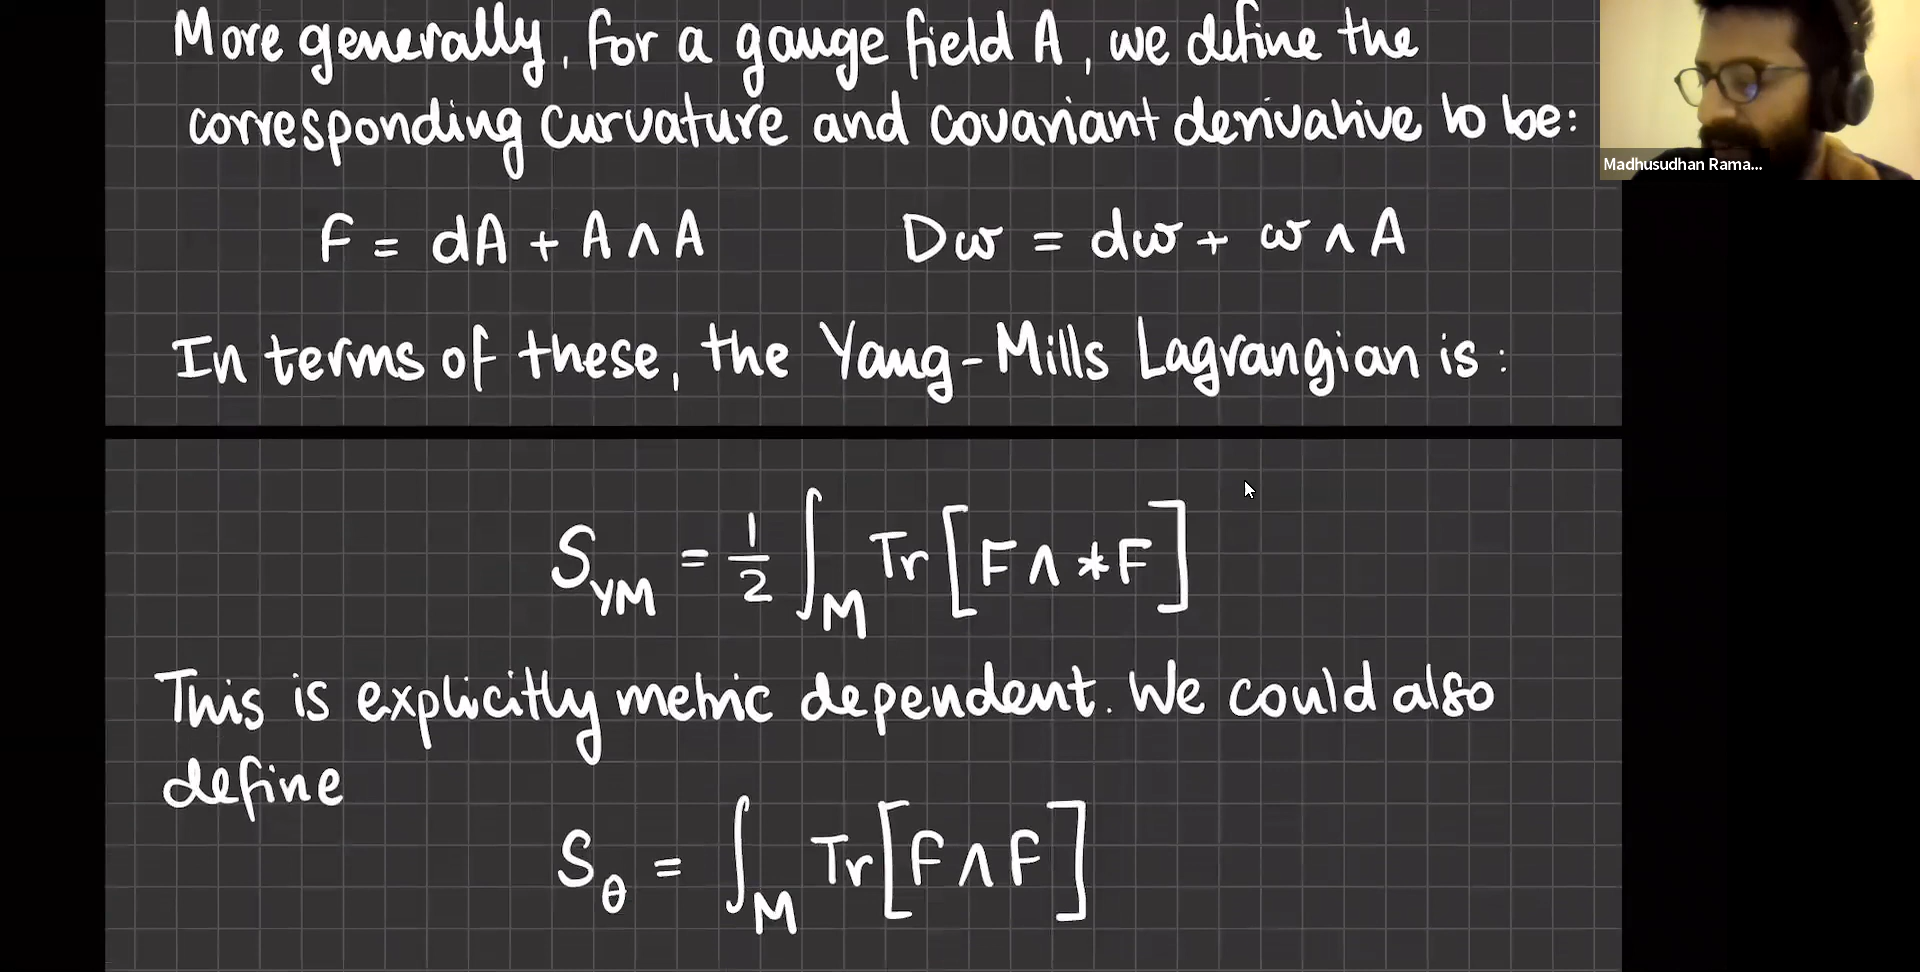 More generally, for a gauge field A, we define the
corresponding curvature and covariant derivative to be:
F = dA + A ∧ A Dω = dω + ω ∧ A
In terms of these, the Yang-Mills Lagrangian is:
S_YM = 1/2 ∫_M Tr [F ∧ *F]
This is explicitly metric dependent. We could also
define
S_θ = ∫_M Tr [F ∧ F]
Madhusudhan Rama...